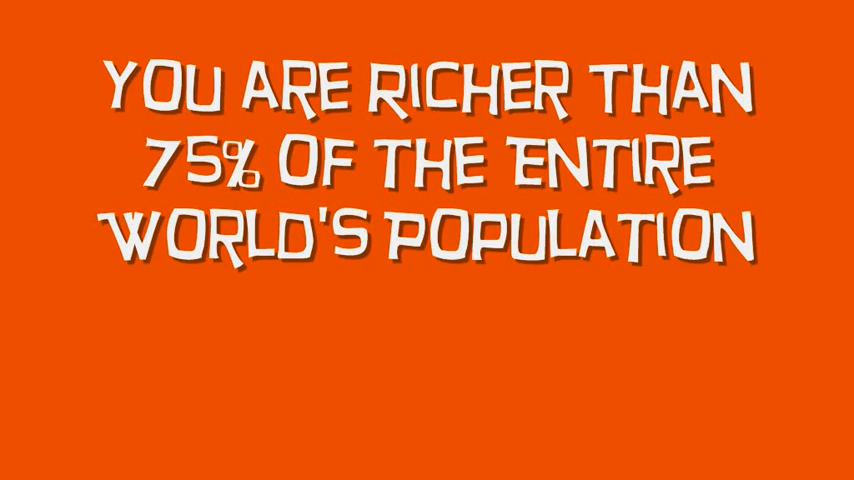 YOU ARE RICHER THAN
75% OF THE ENTIRE
WORLD'S POPULATION